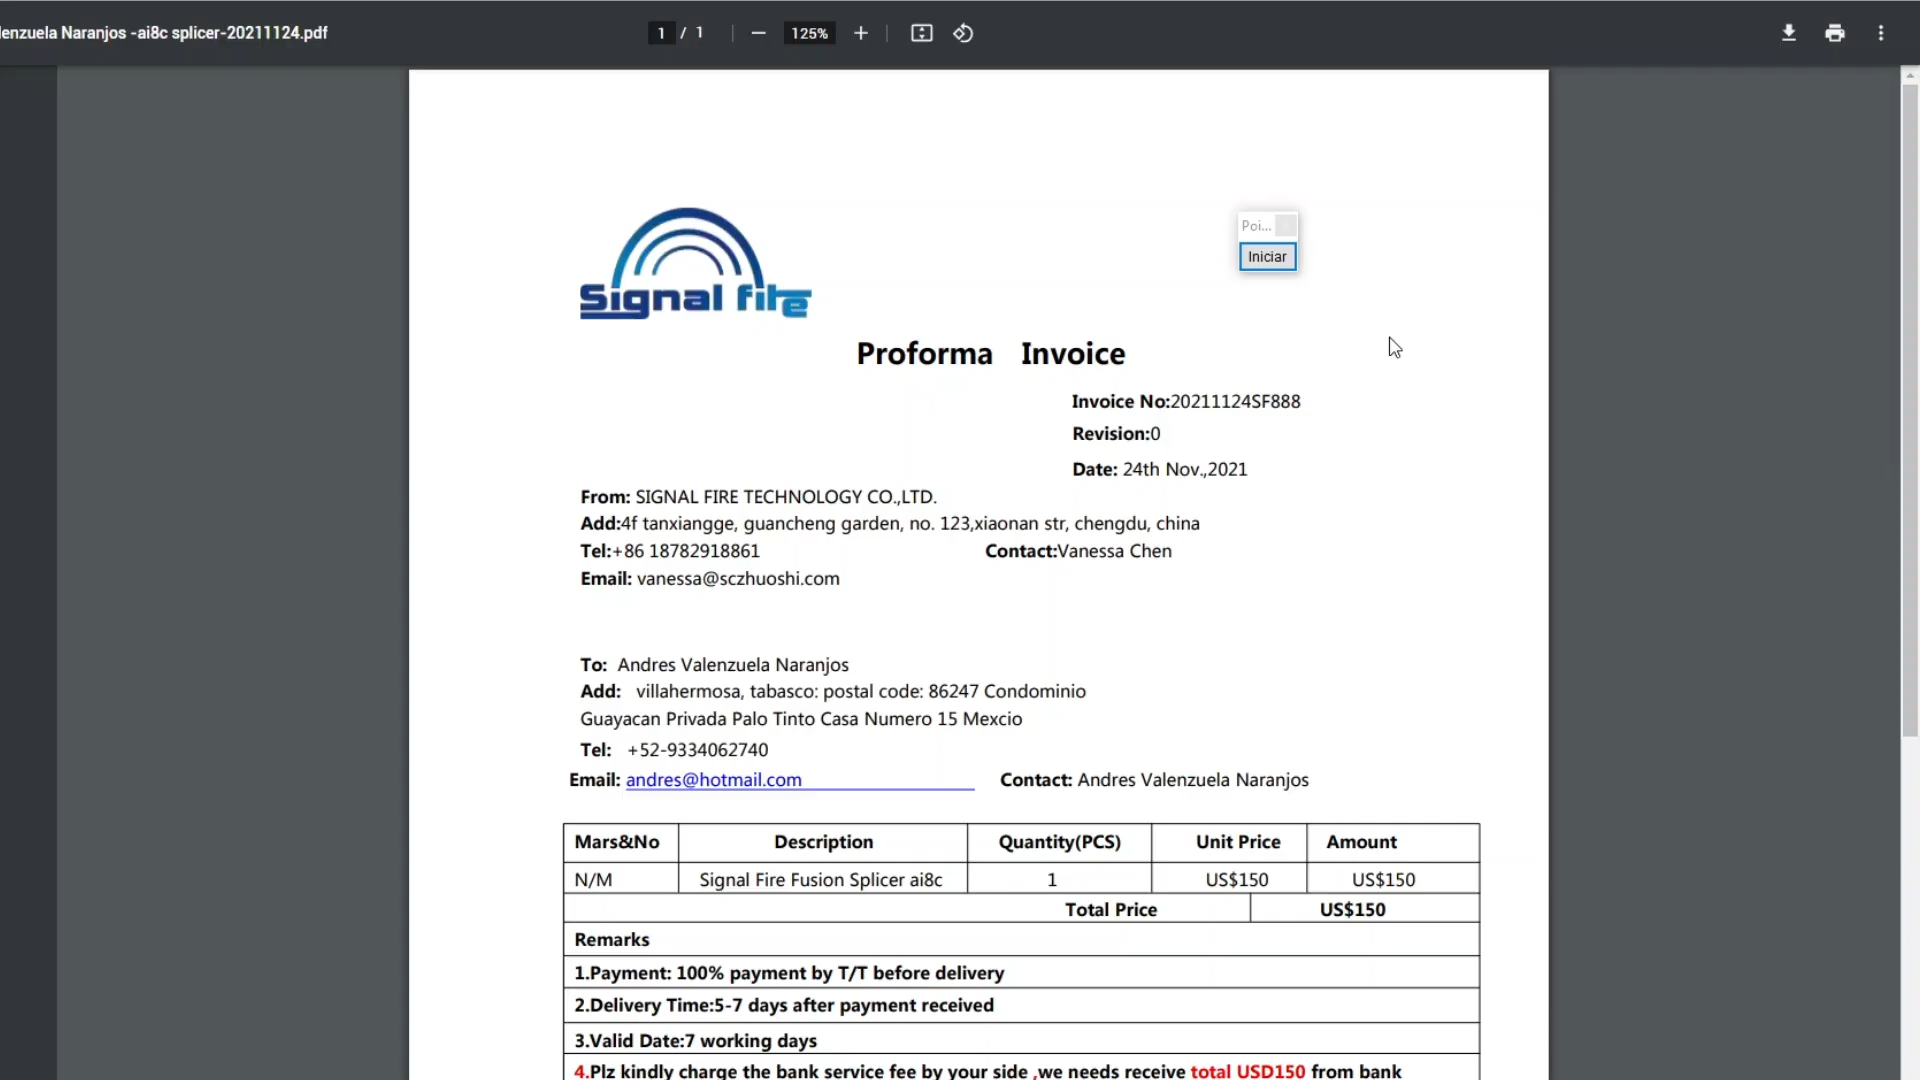 lenzuela Naranjos -ai8c splicer-20211124.pdf
1 / 1
125%
Signal fire
Poi...
Iniciar
Proforma Invoice
Invoice No:20211124SF888
Revision:0
Date: 24th Nov.,2021
From: SIGNAL FIRE TECHNOLOGY CO.,LTD.
Add:4f tanxiangge, guancheng garden, no. 123,xiaonan str, chengdu, china
Tel:+86 18782918861 Contact:Vanessa Chen
Email: vanessa@sczhuoshi.com
To: Andres Valenzuela Naranjos
Add: villahermosa, tabasco: postal code: 86247 Condominio
Guayacan Privada Palo Tinto Casa Numero 15 Mexcio
Tel: +52-9334062740
Email: andres@hotmail.com Contact: Andres Valenzuela Naranjos
Mars&No Description Quantity(PCS) Unit Price Amount
N/M Signal Fire Fusion Splicer ai8c 1 US$150 US$150
Total Price US$150
Remarks
1.Payment: 100% payment by T/T before delivery
2.Delivery Time:5-7 days after payment received
3.Valid Date:7 working days
4.Plz kindly charge the bank service fee by your side ,we needs receive total USD150 from bank